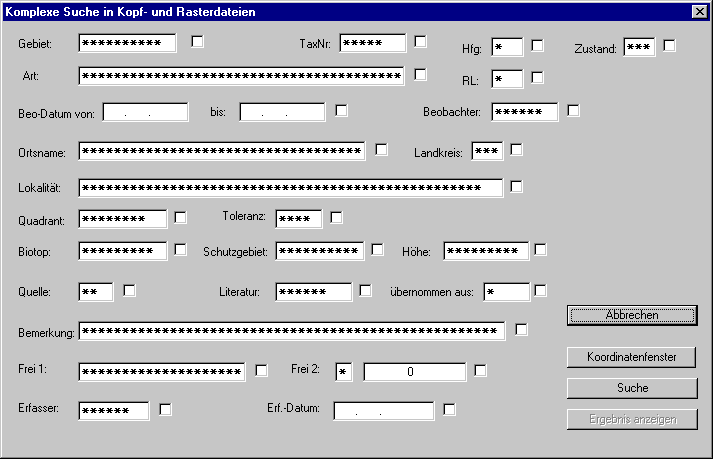 Komplexe Suche in Kopf- und Rasterdateien
Gebiet: ********** TaxNr: ***** Hfg: * Zustand: ***
Art: ************************************** RL: *
Beo-Datum von: . . bis: . . Beobachter: ******
Ortsname: ********************************* Landkreis: ***
Lokalität: ***********************************************
Quadrant: ******** Toleranz: ****
Biotop: ********* Schutzgebiet: ********** Höhe: *********
Quelle: ** Literatur: ****** übernommen aus: *
Bemerkung: **************************************************
Abbrechen
Koordinatenfenster
Frei 1: ******************* Frei 2: * 0
Suche
Erfasser: ****** Erf.-Datum: . .
Ergebnis anzeigen